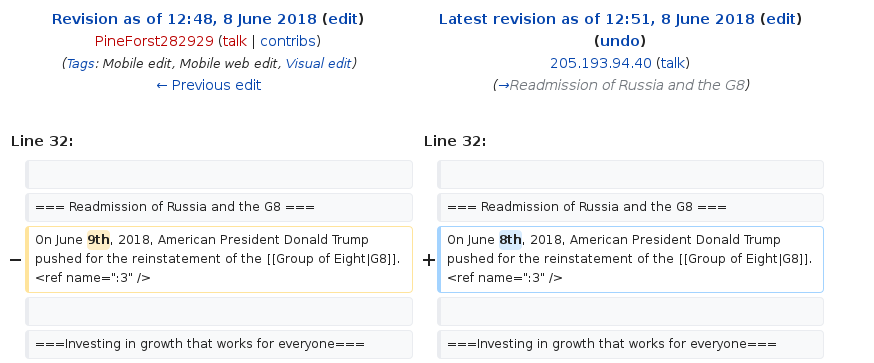 Revision as of 12:48, 8 June 2018 (edit)
PineForst282929 (talk | contribs)
(Tags: Mobile edit, Mobile web edit, Visual edit)
← Previous edit
Latest revision as of 12:51, 8 June 2018 (edit)
(undo)
205.193.94.40 (talk)
(→Readmission of Russia and the G8)
Line 32:
Line 32:
=== Readmission of Russia and the G8 ===
=== Readmission of Russia and the G8 ===
− On June 9th, 2018, American President Donald Trump
pushed for the reinstatement of the [[Group of Eight|G8]].
<ref name=":3" />
+ On June 8th, 2018, American President Donald Trump
pushed for the reinstatement of the [[Group of Eight|G8]].
<ref name=":3" />
===Investing in growth that works for everyone===
===Investing in growth that works for everyone===